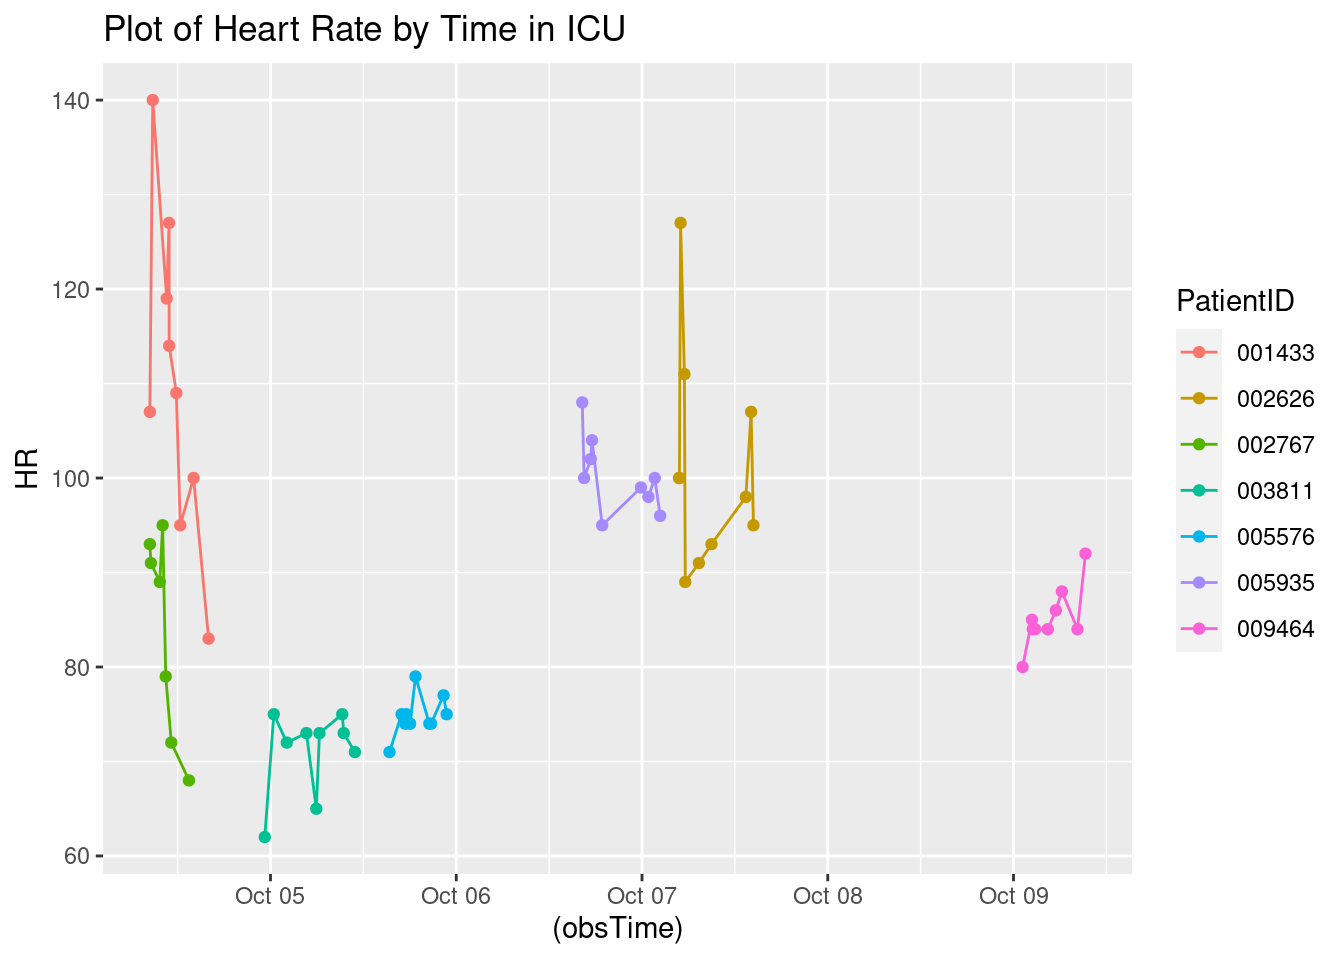 Plot of Heart Rate by Time in ICU
140
120
100
80
60
HR
Oct 05 Oct 06 Oct 07 Oct 08 Oct 09
(obsTime)
PatientID
001433
002626
002767
003811
005576
005935
009464